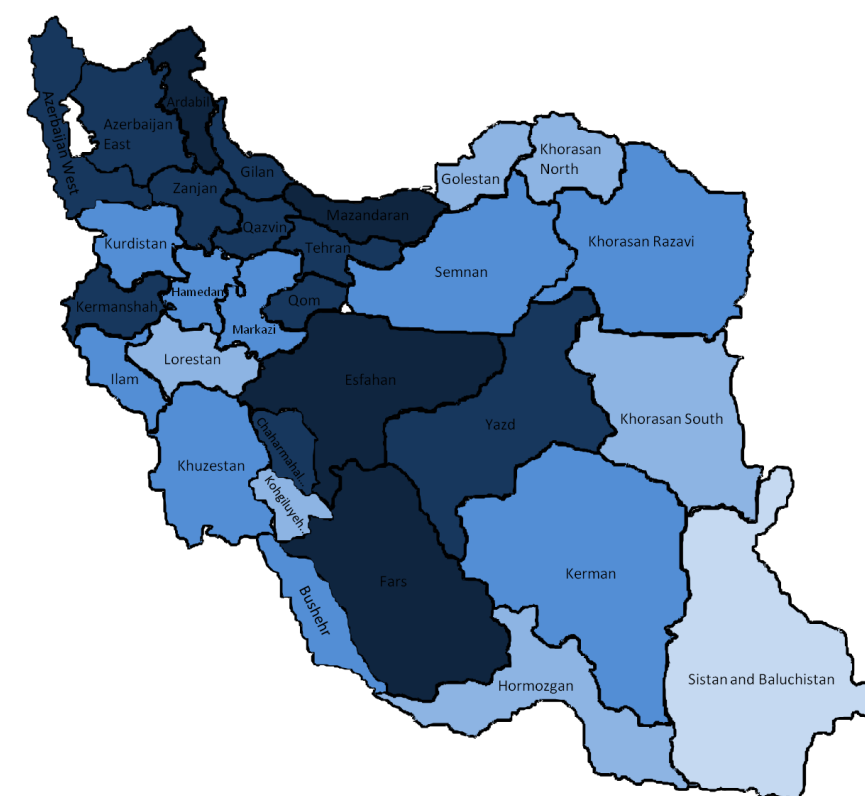 Ardabil
Azerbaijan West
Azerbaijan
East
Khorasan
North
Gilan
Golestan
Zanjan
Mazandaran
Qazvin
Kurdistan
Tehran
Khorasan Razavi
Semnan
Hamedan
Qom
Kermanshah
Markazi
Lorestan
Ilam
Esfahan
Khorasan South
Yazd
Chaharmahal...
Khuzestan
Kohgiluyeh...
Kerman
Fars
Bushehr
Sistan and Baluchistan
Hormozgan